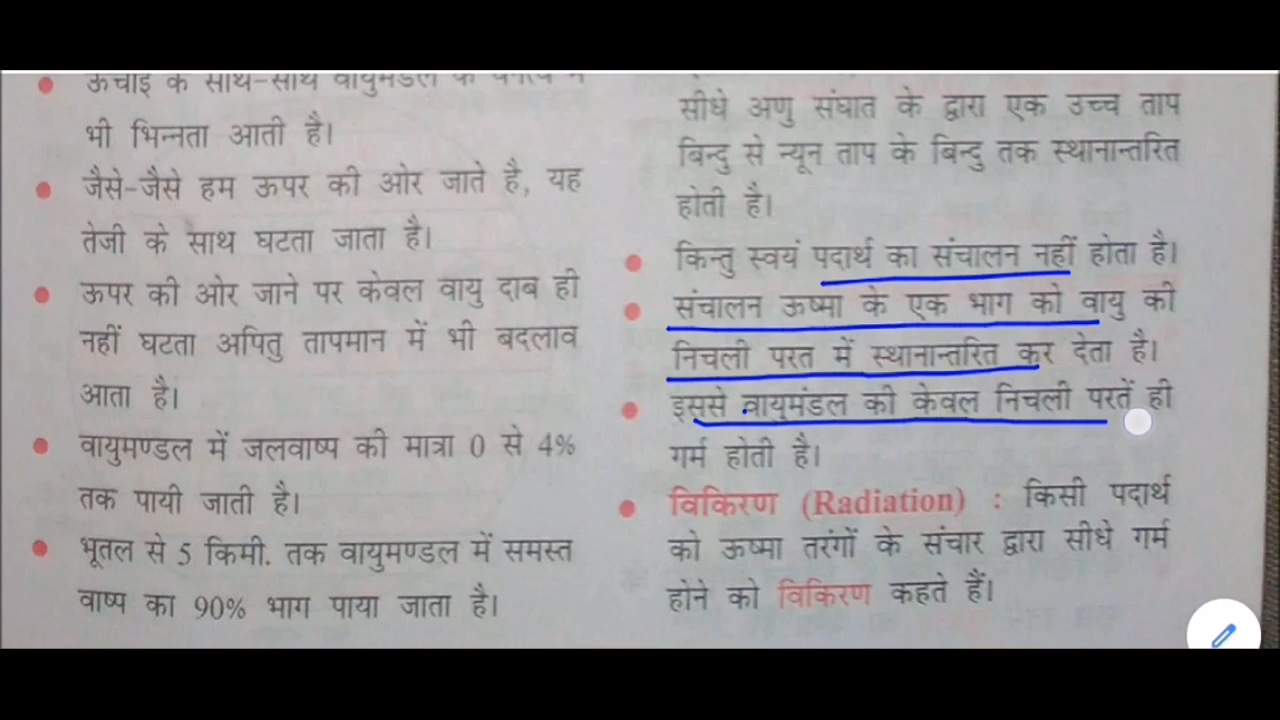 ऊंचाई के साथ-साथ वायुमंडल के घनत्व में
भी भिन्नता आती है।
जैसे-जैसे हम ऊपर की ओर जाते है, यह
तेजी के साथ घटता जाता है।
ऊपर की ओर जाने पर केवल वायु दाब ही
नहीं घटता अपितु तापमान में भी बदलाव
आता है।
वायुमण्डल में जलवाष्प की मात्रा 0 से 4%
तक पायी जाती है।
भूतल से 5 किमी. तक वायुमण्डल में समस्त
वाष्प का 90% भाग पाया जाता है।
सीधे अणु संघात के द्वारा एक उच्च ताप
बिन्दु से न्यून ताप के बिन्दु तक स्थानान्तरित
होती है।
किन्तु स्वयं पदार्थ का संचालन नहीं होता है।
संचालन ऊष्मा के एक भाग को वायु की
निचली परत में स्थानान्तरित कर देता है।
इससे वायुमंडल की केवल निचली परतें ही
गर्म होती है।
विकिरण (Radiation) : किसी पदार्थ
को ऊष्मा तरंगों के संचार द्वारा सीधे गर्म
होने को विकिरण कहते हैं।